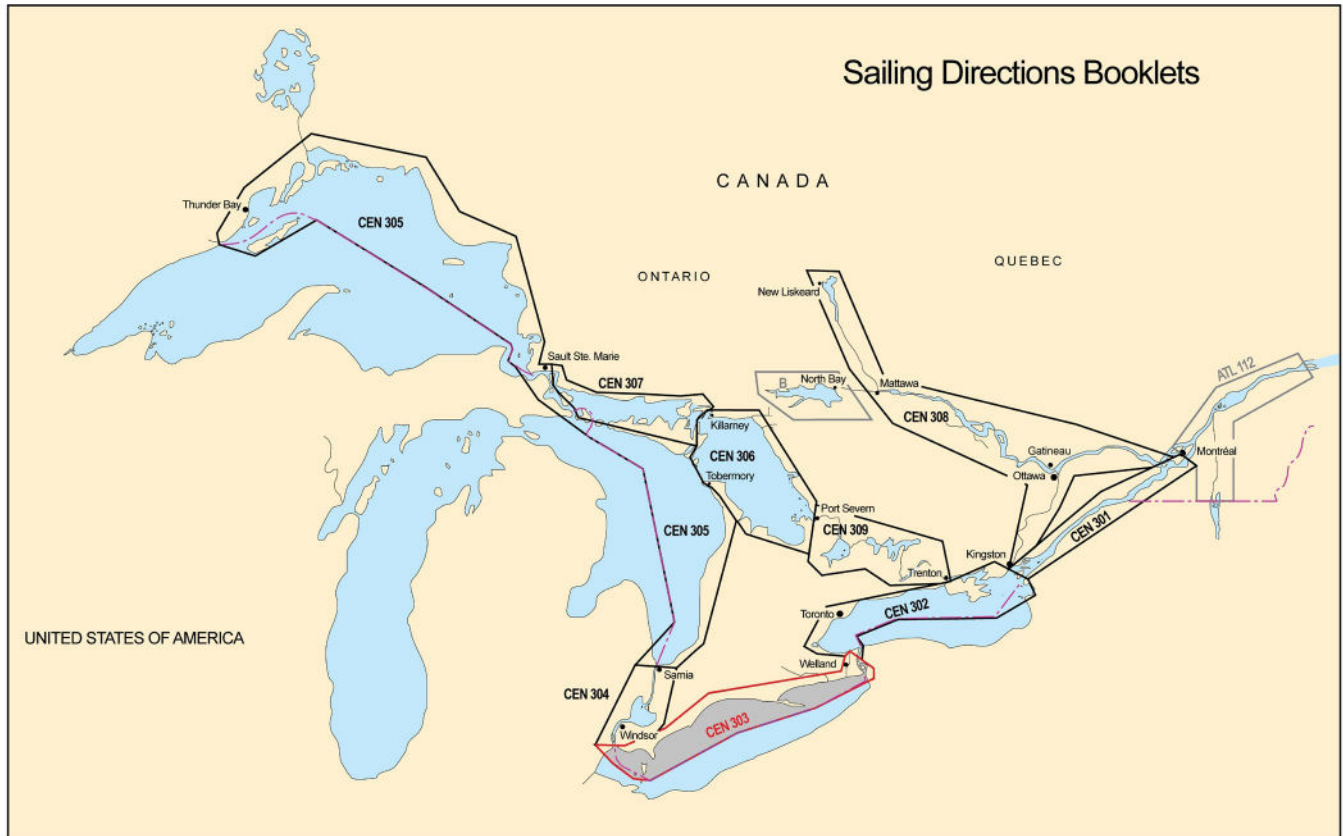 Sailing Directions Booklets
CANADA
Thunder Bay
CEN 305
QUEBEC
ONTARIO
New Liskeard
Sault Ste. Marie
CEN 307
B
North Bay
Mattawa
ATL 112
Killarney
CEN 308
CEN 306
Gatineau
Montréal
Ottawa
Tobermory
Port Severn
CEN 305
CEN 309
CEN 301
Kingston
Trenton
CEN 302
Toronto
UNITED STATES OF AMERICA
Welland
Sarnia
CEN 304
CEN 303
Windsor